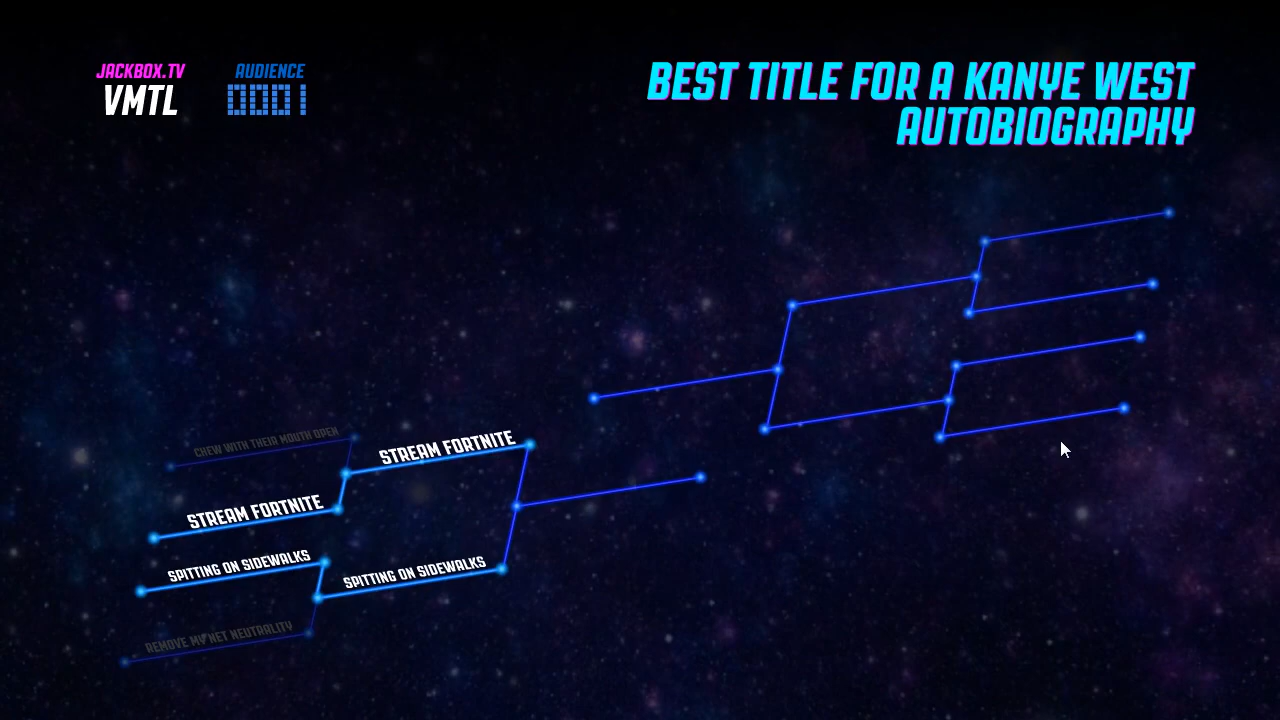 JACKBOX.TV
VMTL
AUDIENCE
0001
BEST TITLE FOR A KANYE WEST
AUTOBIOGRAPHY
CHEW WITH THEIR MOUTH OPEN
STREAM FORTNITE
STREAM FORTNITE
SPITTING ON SIDEWALKS
SPITTING ON SIDEWALKS
REMOVE MY NET NEUTRALITY